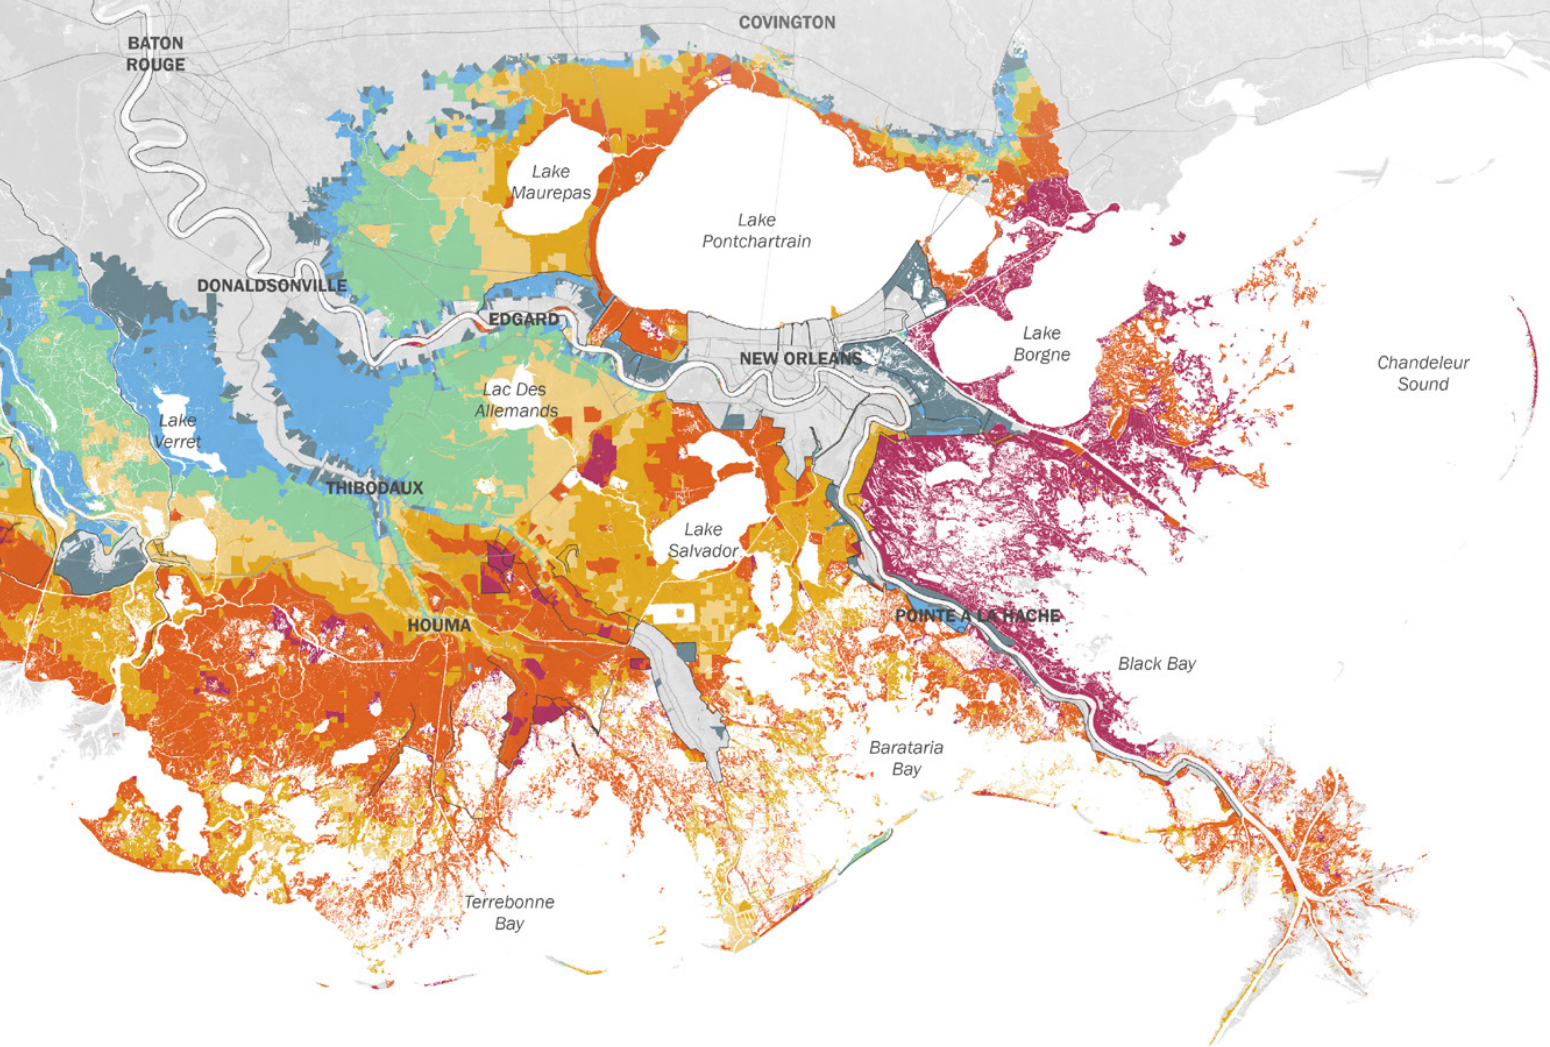 COVINGTON
BATON
ROUGE
Lake
Maurepas
Lake
Pontchartrain
DONALDSONVILLE
EDGARD
NEW ORLEANS
Lake
Borgne
Chandeleur
Sound
Lac Des
Allemands
Lake
Verret
THIBODAUX
Lake
Salvador
HOUMA
POINTE A LA HACHE
Black Bay
Barataria
Bay
Terrebonne
Bay